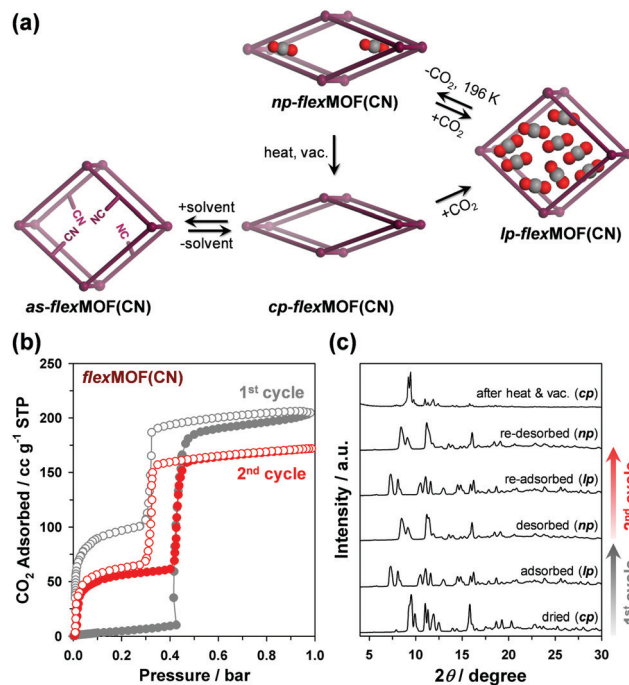 (a)
np-flexMOF(CN)
-CO₂, 196 K
+CO₂
heat, vac.
CN
CN
NC
NC
+solvent
-solvent
+CO₂
lp-flexMOF(CN)
as-flexMOF(CN)
cp-flexMOF(CN)
(b)
flexMOF(CN)
1st cycle
2nd cycle
CO₂ Adsorbed / cc g⁻¹ STP
250
200
150
100
50
0
0.0 0.2 0.4 0.6 0.8 1.0
Pressure / bar
(c)
Intensity / a.u.
after heat & vac. (cp)
re-desorbed (np)
re-adsorbed (lp)
desorbed (np)
adsorbed (lp)
dried (cp)
2nd cycle
1st cycle
5 10 15 20 25 30
2θ / degree